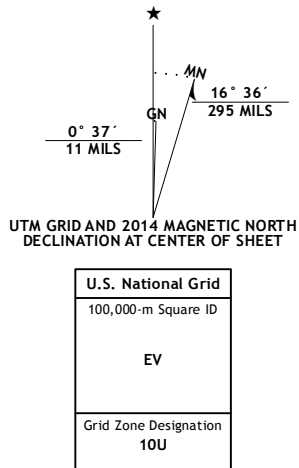 ★
MN
GN
16° 36´
295 MILS
0° 37´
11 MILS
UTM GRID AND 2014 MAGNETIC NORTH
DECLINATION AT CENTER OF SHEET
U.S. National Grid
100,000-m Square ID
EV
Grid Zone Designation
10U